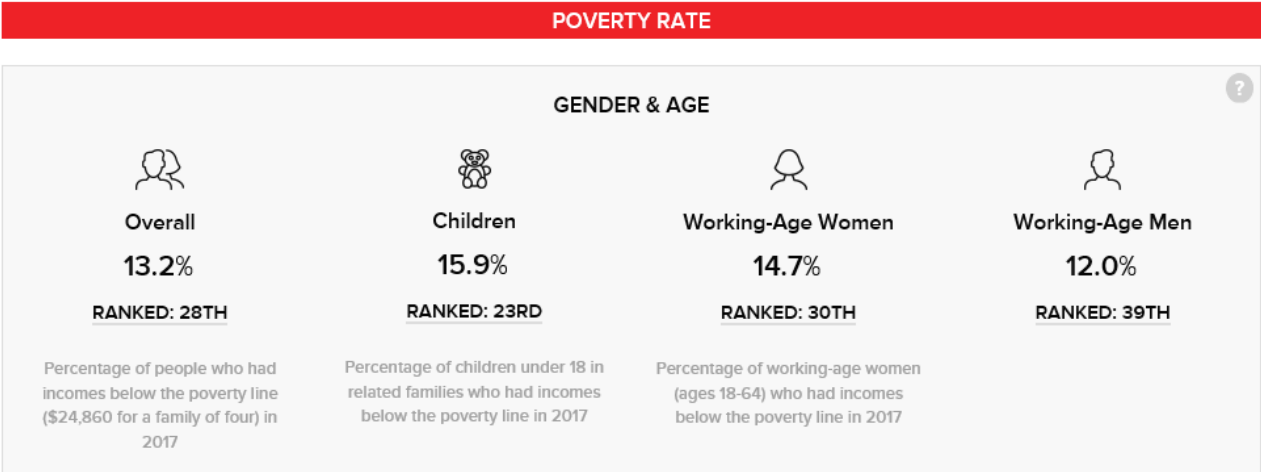 POVERTY RATE
?
GENDER & AGE
Overall
13.2%
RANKED: 28TH
Percentage of people who had
incomes below the poverty line
($24,860 for a family of four) in
2017
Children
15.9%
RANKED: 23RD
Percentage of children under 18 in
related families who had incomes
below the poverty line in 2017
Working-Age Women
14.7%
RANKED: 30TH
Percentage of working-age women
(ages 18-64) who had incomes
below the poverty line in 2017
Working-Age Men
12.0%
RANKED: 39TH